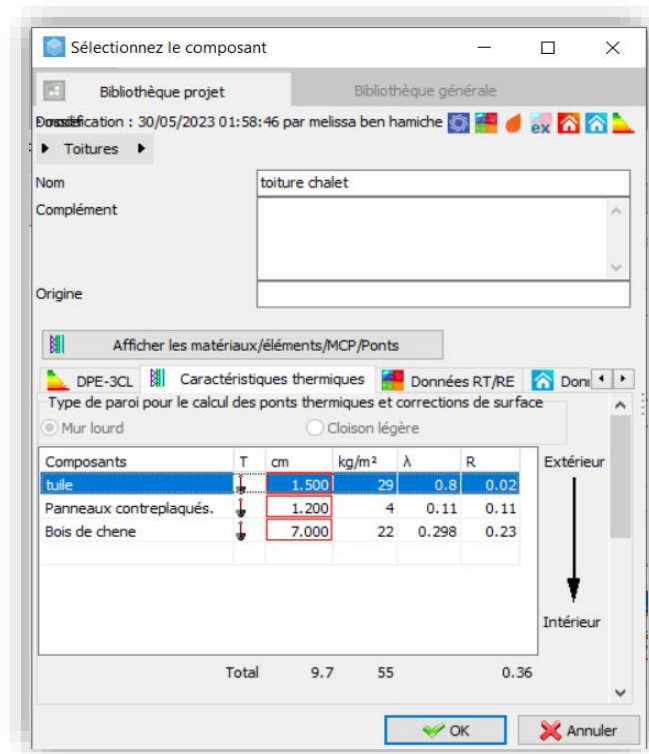 Sélectionnez le composant
Bibliothèque projet Bibliothèque générale
: 30/05/2023 01:58:46 par melissa ben hamiche
Toitures
Nom toiture chalet
Complément
Origine
Afficher les matériaux/éléments/MCP/Ponts
DPE-3CL Caractéristiques thermiques Données RT/RE
Type de paroi pour le calcul des ponts thermiques et corrections de surface
Mur lourd Cloison légère
Composants T cm kg/m² λ R Extérieur
tuile 1.500 29 0.8 0.02
Panneaux contreplaqués. 1.200 4 0.11 0.11
Bois de chene 7.000 22 0.298 0.23
Intérieur
Total 9.7 55 0.36
OK Annuler